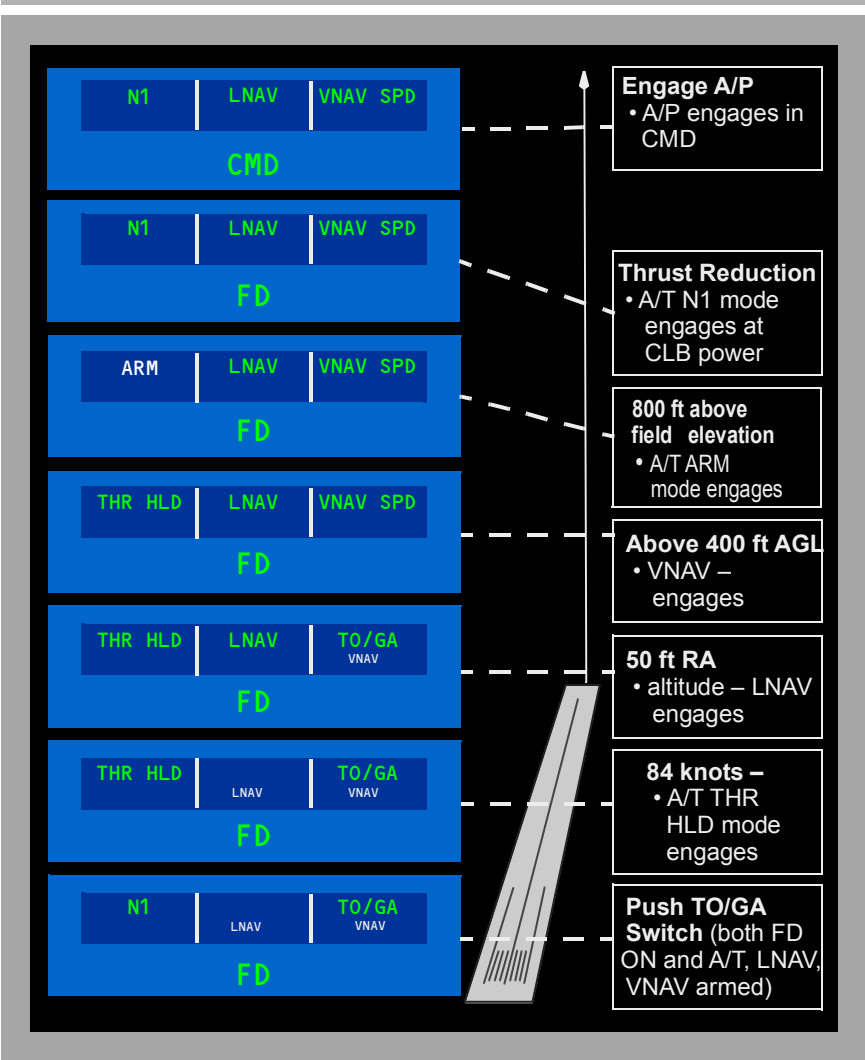 N1 LNAV VNAV SPD
CMD
Engage A/P
• A/P engages in
CMD
N1 LNAV VNAV SPD
FD
Thrust Reduction
• A/T N1 mode
engages at
CLB power
ARM LNAV VNAV SPD
FD
800 ft above
field elevation
• A/T ARM
mode engages
THR HLD LNAV VNAV SPD
FD
Above 400 ft AGL
• VNAV –
engages
THR HLD LNAV TO/GA
VNAV
FD
50 ft RA
• altitude – LNAV
engages
THR HLD TO/GA
LNAV VNAV
FD
84 knots –
• A/T THR
HLD mode
engages
N1 TO/GA
LNAV VNAV
FD
Push TO/GA
Switch (both FD
ON and A/T, LNAV,
VNAV armed)